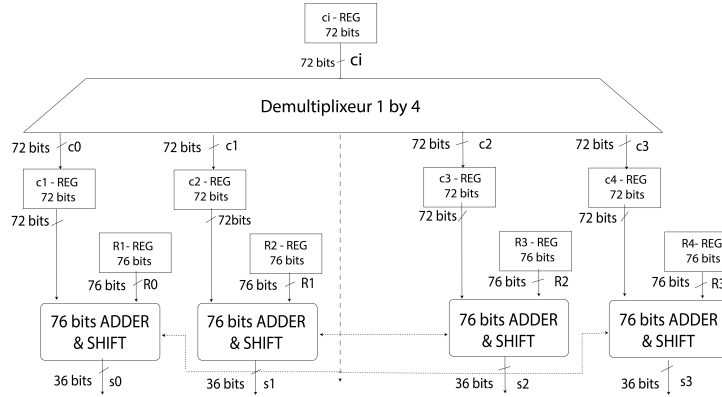 ci - REG
72 bits
72 bits ci
Demultiplexeur 1 by 4
72 bits c0
72 bits c1
72 bits c2
72 bits c3
c1 - REG
72 bits
c2 - REG
72 bits
c3 - REG
72 bits
c4 - REG
72 bits
72 bits
72bits
72 bits
72 bits
R1- REG
76 bits
R2 - REG
76 bits
R3 - REG
76 bits
R4- REG
76 bits
76 bits R0
76 bits R1
76 bits R2
76 bits R3
76 bits ADDER
& SHIFT
76 bits ADDER
& SHIFT
76 bits ADDER
& SHIFT
76 bits ADDER
& SHIFT
36 bits s0
36 bits s1
36 bits s2
36 bits s3